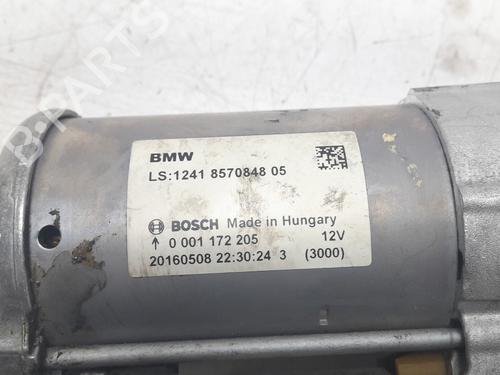 BMW
LS:1241 8570848 05
BOSCH Made in Hungary
↑ 0 001 172 205 12V
20160508 22:30:24 3 (3000)
B-PARTS